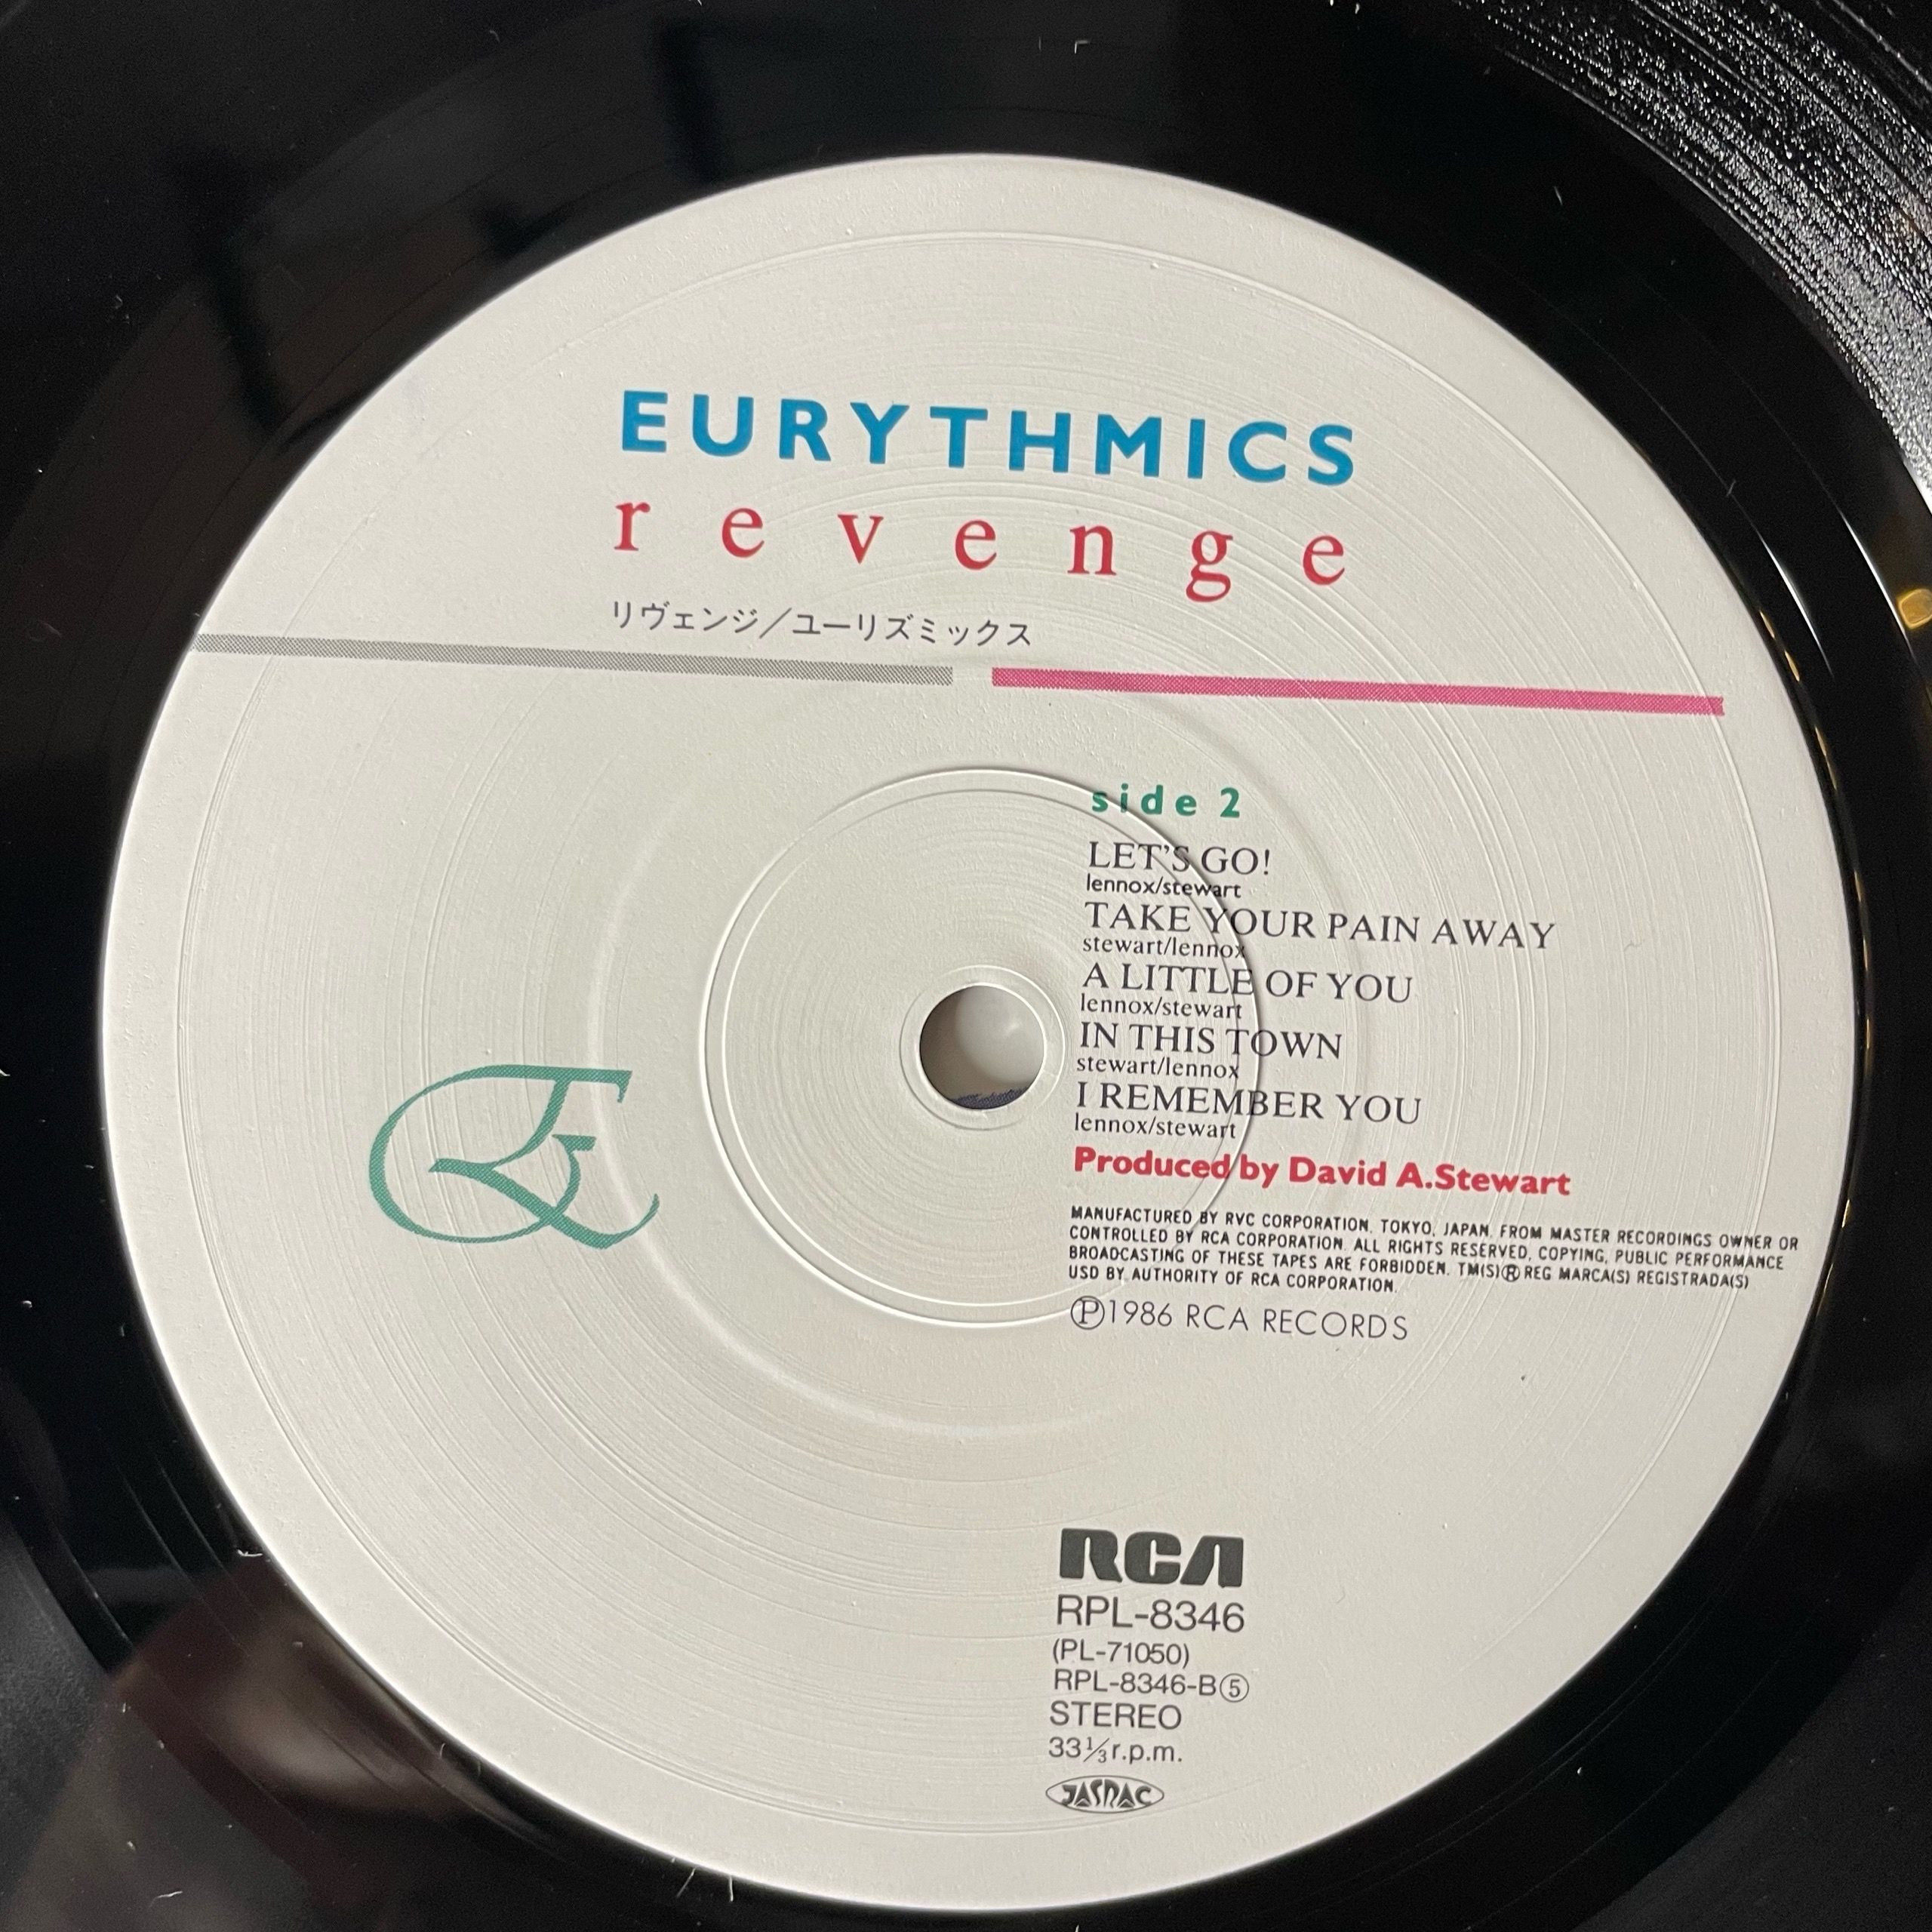 EURYTHMICS
revenge
リヴェンジ／ユーリズミックス
side 2
LET'S GO!
lennox/stewart
TAKE YOUR PAIN AWAY
stewart/lennox
A LITTLE OF YOU
lennox/stewart
IN THIS TOWN
stewart/lennox
I REMEMBER YOU
lennox/stewart
Produced by David A.Stewart
MANUFACTURED BY RVC CORPORATION, TOKYO, JAPAN, FROM MASTER RECORDINGS OWNER OR
CONTROLLED BY RCA CORPORATION. ALL RIGHTS RESERVED, COPYING, PUBLIC PERFORMANCE
BROADCASTING OF THESE TAPES ARE FORBIDDEN. TM(S)® REG MARCA(S) REGISTRADA(S)
USD BY AUTHORITY OF RCA CORPORATION.
Ⓟ1986 RCA RECORDS
RCA
RPL-8346
(PL-71050)
RPL-8346-B⑤
STEREO
33⅓r.p.m.
JASRAC